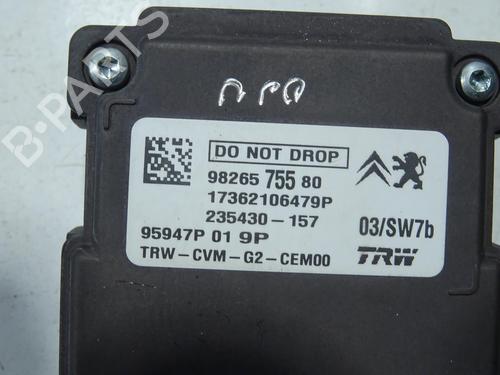 DO NOT DROP
98265 755 80
17362106479P
235430-157
95947P 01 9P
03/SW7b
TRW-CVM-G2-CEM00
TRW
B-PARTS